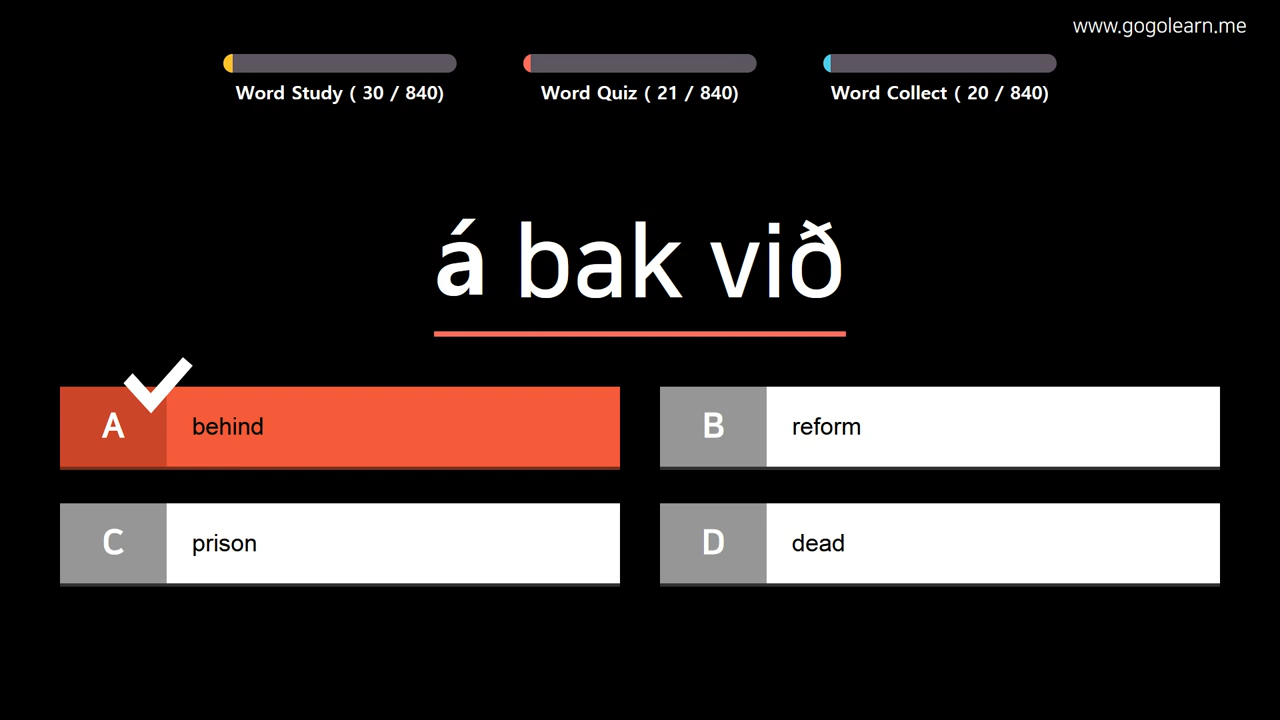 www.gogolearn.me
Word Study ( 30 / 840)
Word Quiz ( 21 / 840)
Word Collect ( 20 / 840)
á bak við
A behind
B reform
C prison
D dead